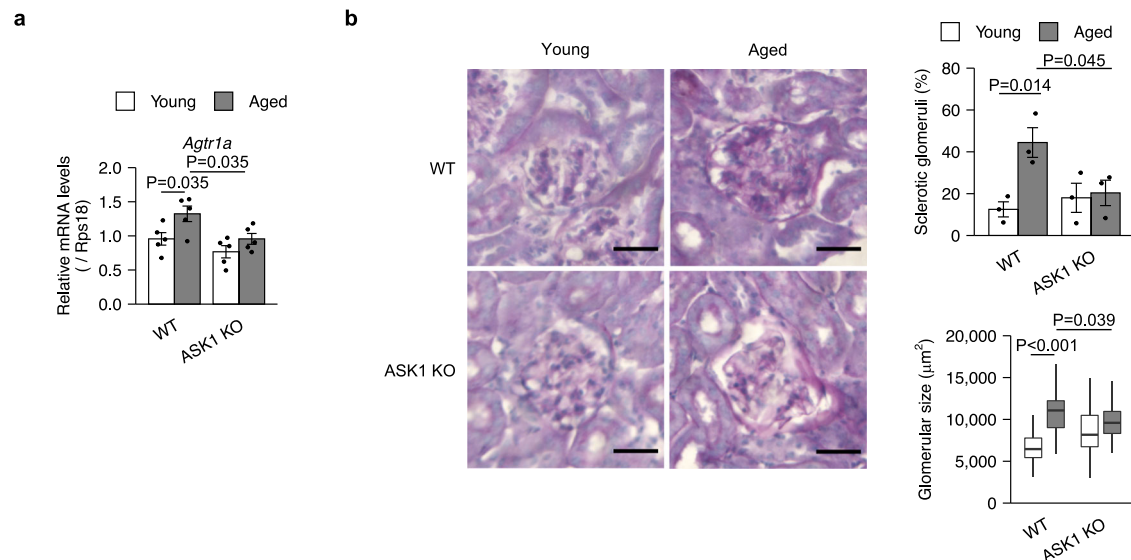 a
Young Aged
Agtr1a
P=0.035
P=0.035
Relative mRNA levels
( / Rps18)
2.0
1.5
1.0
0.5
0.0
WT
ASK1 KO
b
Young
Aged
WT
ASK1 KO
Young Aged
P=0.045
P=0.014
Sclerotic glomeruli (%)
80
60
40
20
0
WT
ASK1 KO
P=0.039
P<0.001
Glomerular size (μm²)
20,000
15,000
10,000
5,000
0
WT
ASK1 KO